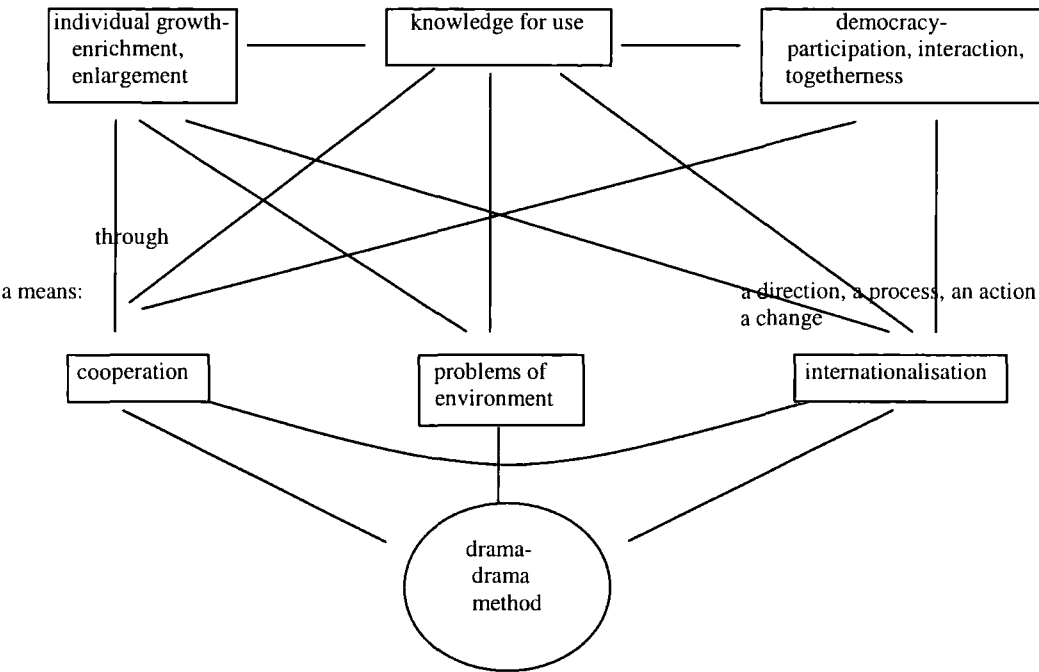 individual growth-
enrichment,
enlargement
knowledge for use
democracy-
participation, interaction,
togetherness
through
a means:
a direction, a process, an action
a change
cooperation
problems of
environment
internationalisation
drama-
drama
method